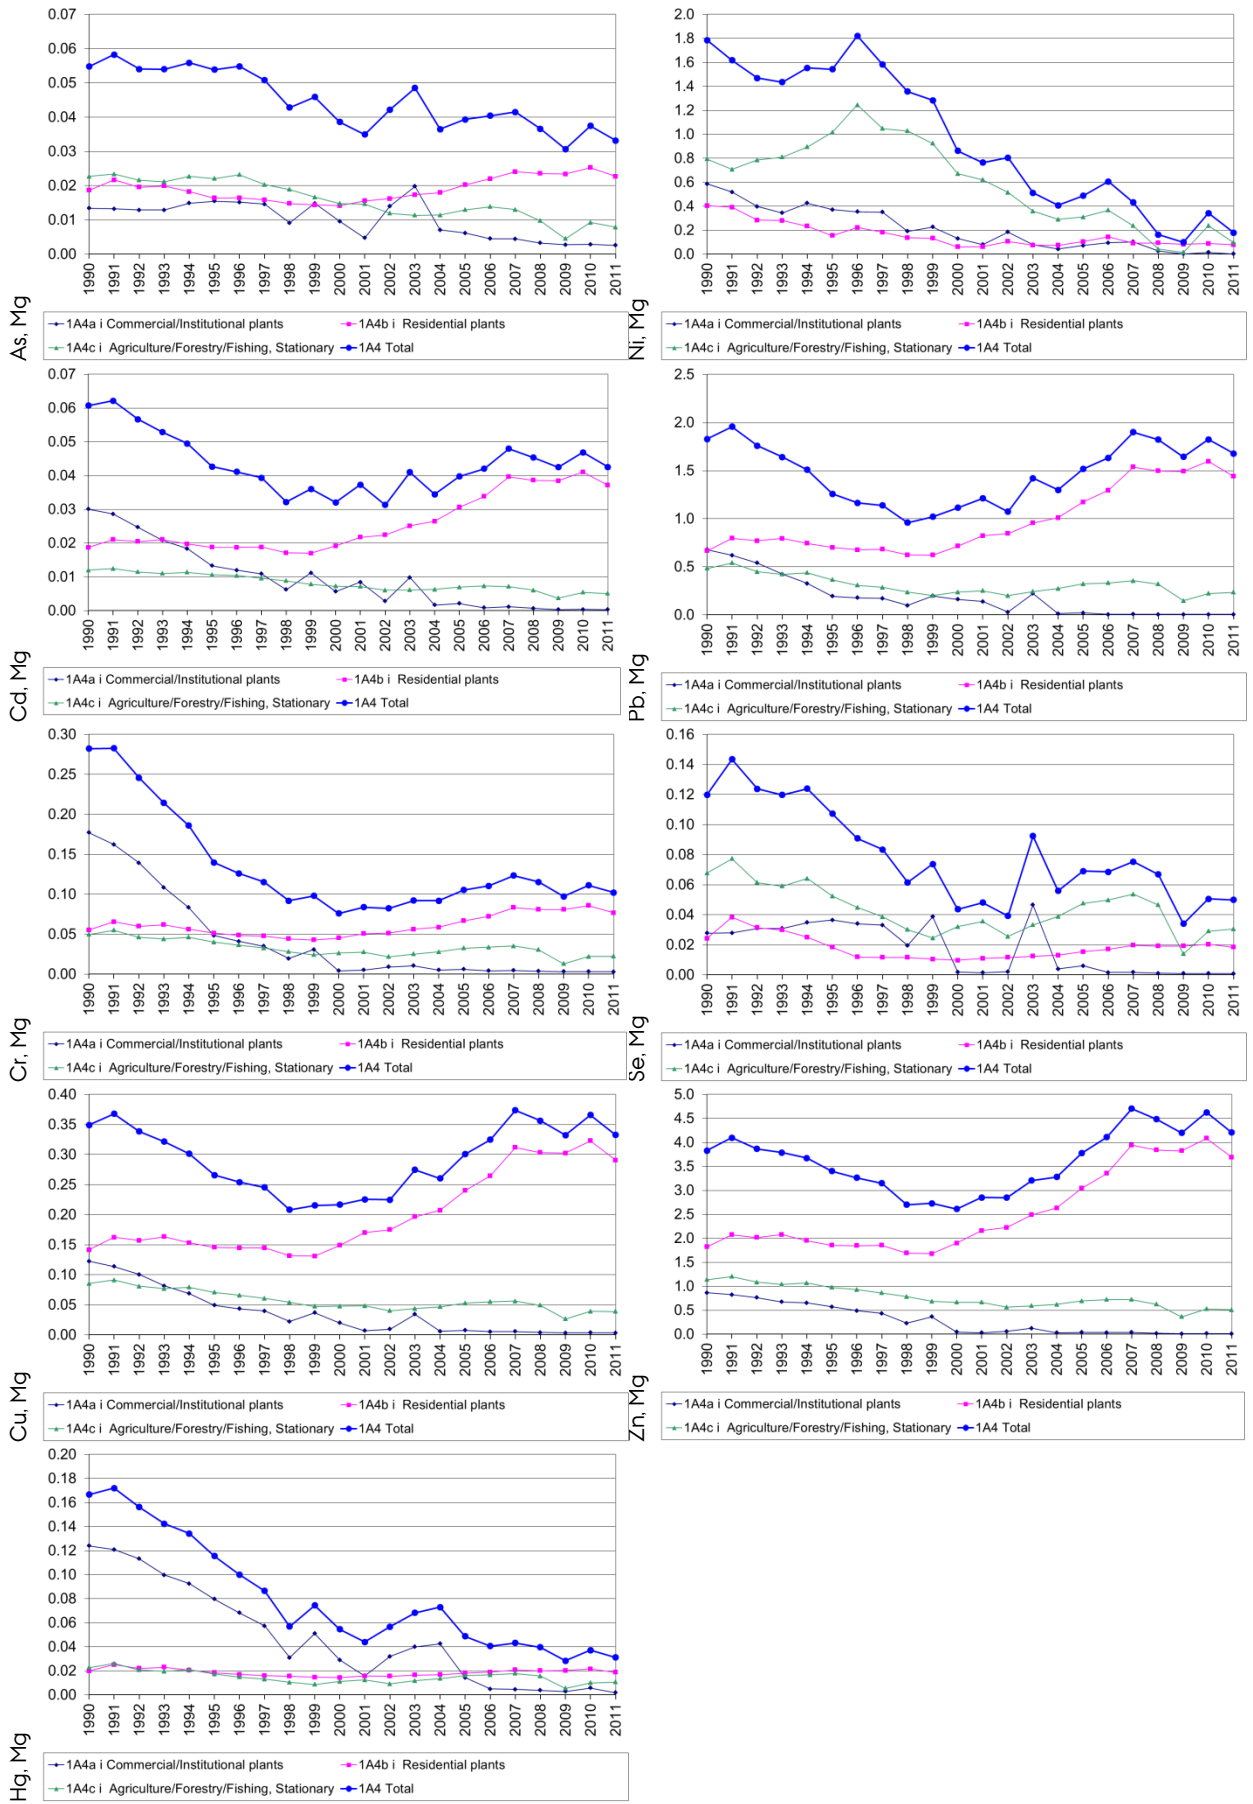 0.07
0.06
0.05
0.04
0.03
0.02
0.01
0.00
1990 1991 1992 1993 1994 1995 1996 1997 1998 1999 2000 2001 2002 2003 2004 2005 2006 2007 2008 2009 2010 2011
As, Mg
1A4a i Commercial/Institutional plants 1A4b i Residential plants
1A4c i Agriculture/Forestry/Fishing, Stationary 1A4 Total
2.0
1.8
1.6
1.4
1.2
1.0
0.8
0.6
0.4
0.2
0.0
1990 1991 1992 1993 1994 1995 1996 1997 1998 1999 2000 2001 2002 2003 2004 2005 2006 2007 2008 2009 2010 2011
Ni, Mg
1A4a i Commercial/Institutional plants 1A4b i Residential plants
1A4c i Agriculture/Forestry/Fishing, Stationary 1A4 Total
0.07
0.06
0.05
0.04
0.03
0.02
0.01
0.00
1990 1991 1992 1993 1994 1995 1996 1997 1998 1999 2000 2001 2002 2003 2004 2005 2006 2007 2008 2009 2010 2011
Cd, Mg
1A4a i Commercial/Institutional plants 1A4b i Residential plants
1A4c i Agriculture/Forestry/Fishing, Stationary 1A4 Total
2.5
2.0
1.5
1.0
0.5
0.0
1990 1991 1992 1993 1994 1995 1996 1997 1998 1999 2000 2001 2002 2003 2004 2005 2006 2007 2008 2009 2010 2011
Pb, Mg
1A4a i Commercial/Institutional plants 1A4b i Residential plants
1A4c i Agriculture/Forestry/Fishing, Stationary 1A4 Total
0.30
0.25
0.20
0.15
0.10
0.05
0.00
1990 1991 1992 1993 1994 1995 1996 1997 1998 1999 2000 2001 2002 2003 2004 2005 2006 2007 2008 2009 2010 2011
Cr, Mg
1A4a i Commercial/Institutional plants 1A4b i Residential plants
1A4c i Agriculture/Forestry/Fishing, Stationary 1A4 Total
0.16
0.14
0.12
0.10
0.08
0.06
0.04
0.02
0.00
1990 1991 1992 1993 1994 1995 1996 1997 1998 1999 2000 2001 2002 2003 2004 2005 2006 2007 2008 2009 2010 2011
Se, Mg
1A4a i Commercial/Institutional plants 1A4b i Residential plants
1A4c i Agriculture/Forestry/Fishing, Stationary 1A4 Total
0.40
0.35
0.30
0.25
0.20
0.15
0.10
0.05
0.00
1990 1991 1992 1993 1994 1995 1996 1997 1998 1999 2000 2001 2002 2003 2004 2005 2006 2007 2008 2009 2010 2011
Cu, Mg
1A4a i Commercial/Institutional plants 1A4b i Residential plants
1A4c i Agriculture/Forestry/Fishing, Stationary 1A4 Total
5.0
4.5
4.0
3.5
3.0
2.5
2.0
1.5
1.0
0.5
0.0
1990 1991 1992 1993 1994 1995 1996 1997 1998 1999 2000 2001 2002 2003 2004 2005 2006 2007 2008 2009 2010 2011
Zn, Mg
1A4a i Commercial/Institutional plants 1A4b i Residential plants
1A4c i Agriculture/Forestry/Fishing, Stationary 1A4 Total
0.20
0.18
0.16
0.14
0.12
0.10
0.08
0.06
0.04
0.02
0.00
1990 1991 1992 1993 1994 1995 1996 1997 1998 1999 2000 2001 2002 2003 2004 2005 2006 2007 2008 2009 2010 2011
Hg, Mg
1A4a i Commercial/Institutional plants 1A4b i Residential plants
1A4c i Agriculture/Forestry/Fishing, Stationary 1A4 Total